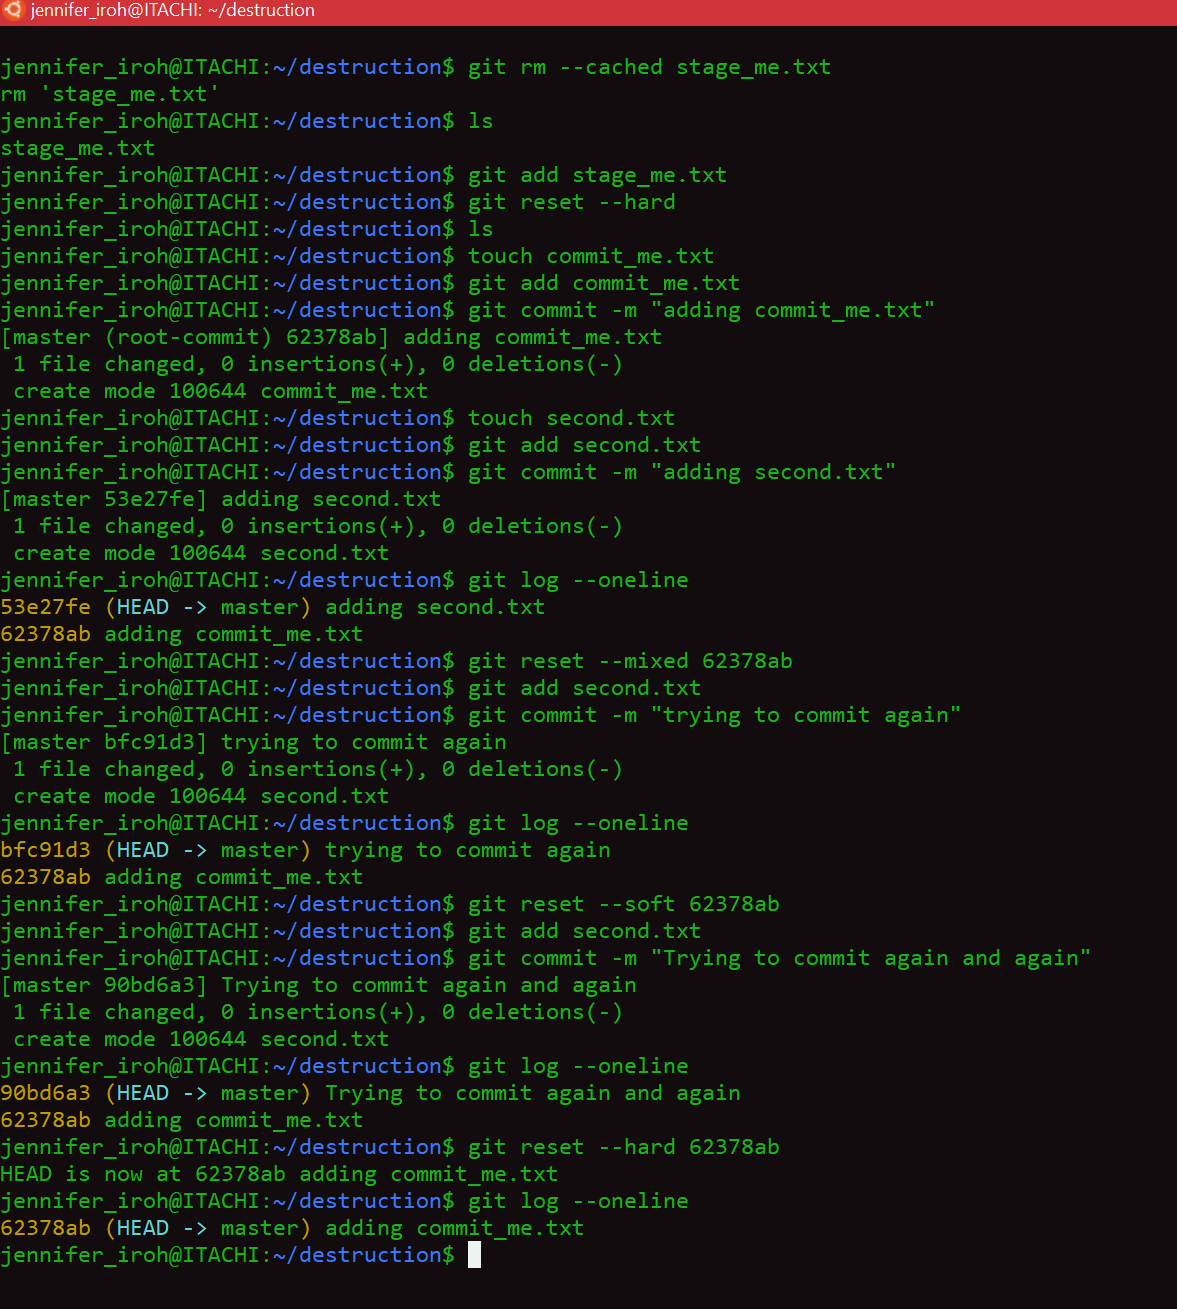 jennifer_iroh@ITACHI: ~/destruction
jennifer_iroh@ITACHI:~/destruction$ git rm --cached stage_me.txt
rm 'stage_me.txt'
jennifer_iroh@ITACHI:~/destruction$ ls
stage_me.txt
jennifer_iroh@ITACHI:~/destruction$ git add stage_me.txt
jennifer_iroh@ITACHI:~/destruction$ git reset --hard
jennifer_iroh@ITACHI:~/destruction$ ls
jennifer_iroh@ITACHI:~/destruction$ touch commit_me.txt
jennifer_iroh@ITACHI:~/destruction$ git add commit_me.txt
jennifer_iroh@ITACHI:~/destruction$ git commit -m "adding commit_me.txt"
[master (root-commit) 62378ab] adding commit_me.txt
 1 file changed, 0 insertions(+), 0 deletions(-)
 create mode 100644 commit_me.txt
jennifer_iroh@ITACHI:~/destruction$ touch second.txt
jennifer_iroh@ITACHI:~/destruction$ git add second.txt
jennifer_iroh@ITACHI:~/destruction$ git commit -m "adding second.txt"
[master 53e27fe] adding second.txt
 1 file changed, 0 insertions(+), 0 deletions(-)
 create mode 100644 second.txt
jennifer_iroh@ITACHI:~/destruction$ git log --oneline
53e27fe (HEAD -> master) adding second.txt
62378ab adding commit_me.txt
jennifer_iroh@ITACHI:~/destruction$ git reset --mixed 62378ab
jennifer_iroh@ITACHI:~/destruction$ git add second.txt
jennifer_iroh@ITACHI:~/destruction$ git commit -m "trying to commit again"
[master bfc91d3] trying to commit again
 1 file changed, 0 insertions(+), 0 deletions(-)
 create mode 100644 second.txt
jennifer_iroh@ITACHI:~/destruction$ git log --oneline
bfc91d3 (HEAD -> master) trying to commit again
62378ab adding commit_me.txt
jennifer_iroh@ITACHI:~/destruction$ git reset --soft 62378ab
jennifer_iroh@ITACHI:~/destruction$ git add second.txt
jennifer_iroh@ITACHI:~/destruction$ git commit -m "Trying to commit again and again"
[master 90bd6a3] Trying to commit again and again
 1 file changed, 0 insertions(+), 0 deletions(-)
 create mode 100644 second.txt
jennifer_iroh@ITACHI:~/destruction$ git log --oneline
90bd6a3 (HEAD -> master) Trying to commit again and again
62378ab adding commit_me.txt
jennifer_iroh@ITACHI:~/destruction$ git reset --hard 62378ab
HEAD is now at 62378ab adding commit_me.txt
jennifer_iroh@ITACHI:~/destruction$ git log --oneline
62378ab (HEAD -> master) adding commit_me.txt
jennifer_iroh@ITACHI:~/destruction$